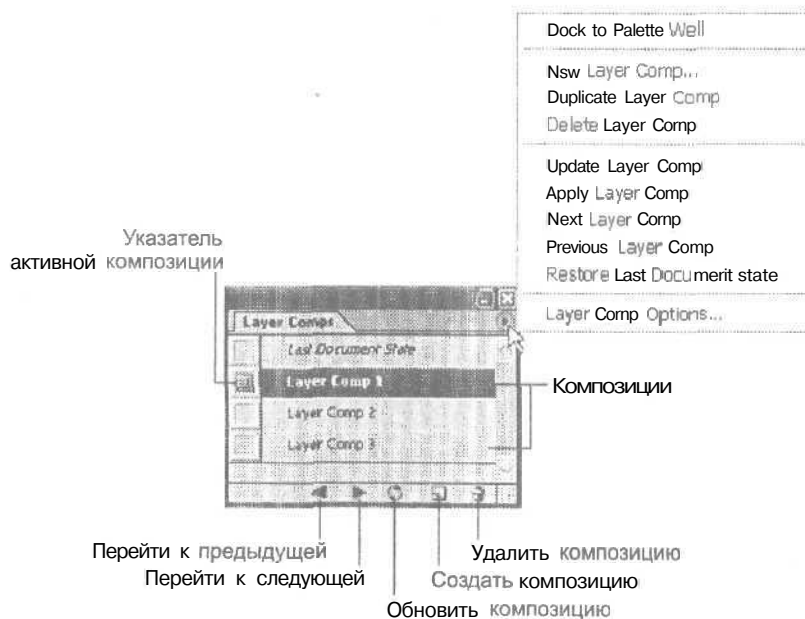 Dock to Palette Well
Nsw Layer Comp...
Duplicate Layer Comp
Delete Layer Comp
Update Layer Comp
Apply Layer Comp
Next Layer Comp
Previous Layer Comp
Restore Last Documerit state
Layer Comp Options...
Указатель
активной композиции
Layer Comps
Last Document State
Layer Comp 1
Layer Comp 2
Layer Comp 3
Композиции
Перейти к предыдущей
Перейти к следующей
Обновить композицию
Создать композицию
Удалить композицию